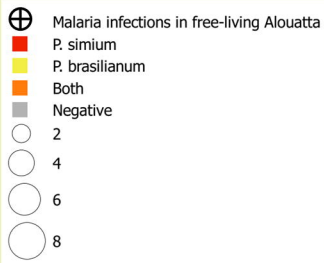 Malaria infections in free-living Alouatta
P. simium
P. brasilianum
Both
Negative
2
4
6
8